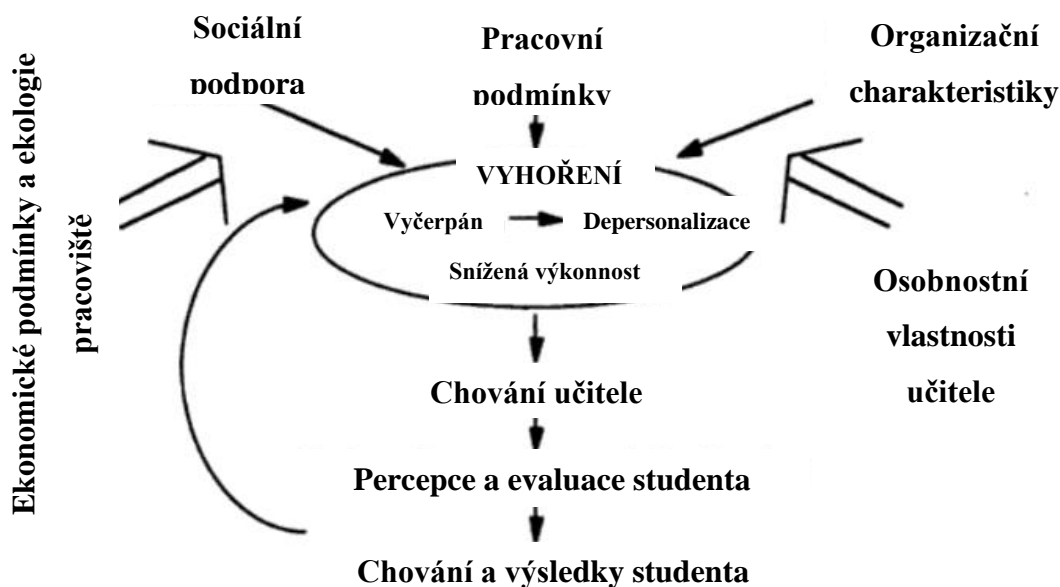 Sociální
podpora
Pracovní
podmínky
Organizační
charakteristiky
Ekonomické podmínky a ekologie
pracoviště
VYHOŘENÍ
Vyčerpán
Depersonalizace
Snížená výkonnost
Osobnostní
vlastnosti
učitele
Chování učitele
Percepce a evaluace studenta
Chování a výsledky studenta